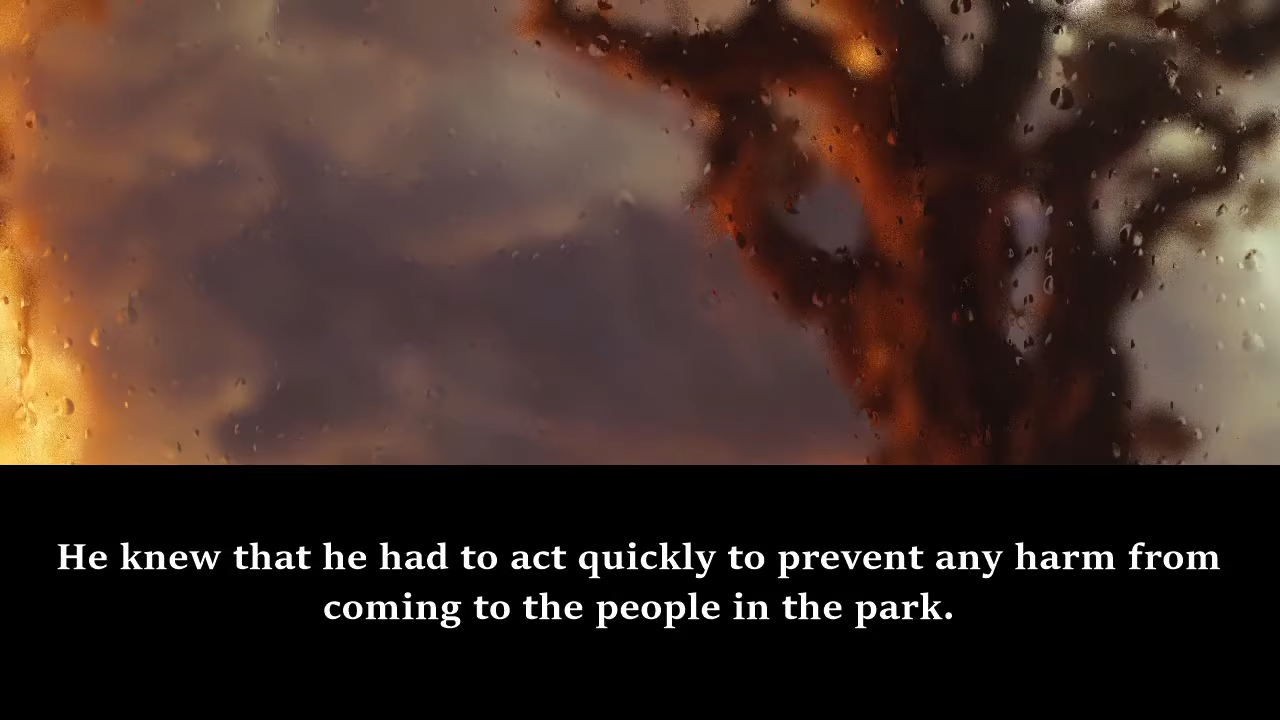 He knew that he had to act quickly to prevent any harm from
coming to the people in the park.